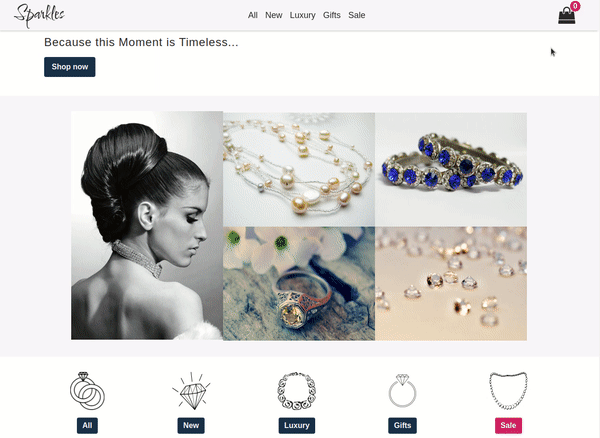 Sparkles
All New Luxury Gifts Sale
0
Because this Moment is Timeless...
Shop now
All
New
Luxury
Gifts
Sale